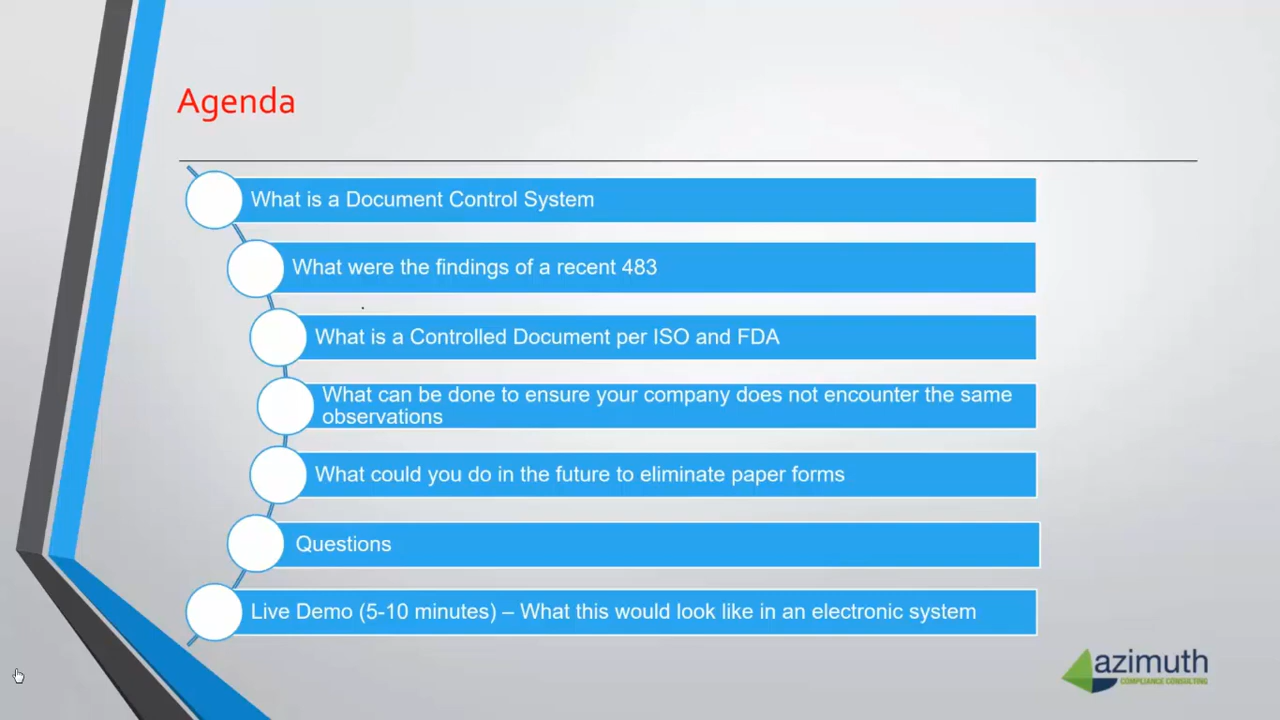 Agenda
What is a Document Control System
What were the findings of a recent 483
What is a Controlled Document per ISO and FDA
What can be done to ensure your company does not encounter the same
observations
What could you do in the future to eliminate paper forms
Questions
Live Demo (5-10 minutes) – What this would look like in an electronic system
azimuth
COMPLIANCE CONSULTING